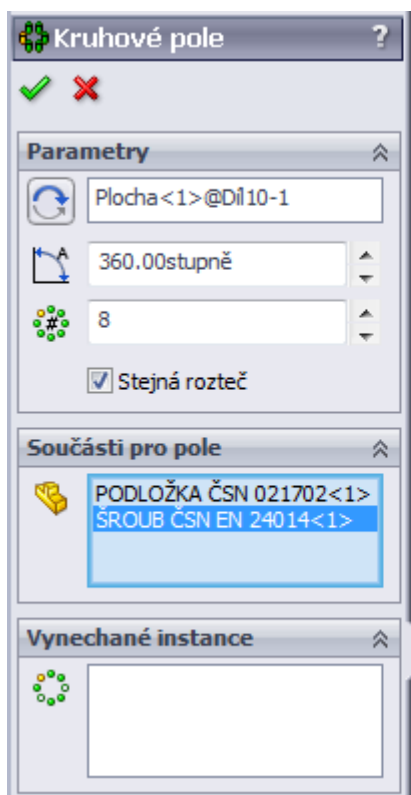 Kruhové pole ?
Parametry
Plocha<1>@Díl10-1
A
360.00stupně
#
8
Stejná rozteč
Součásti pro pole
PODLOŽKA ČSN 021702<1>
ŠROUB ČSN EN 24014<1>
Vynechané instance